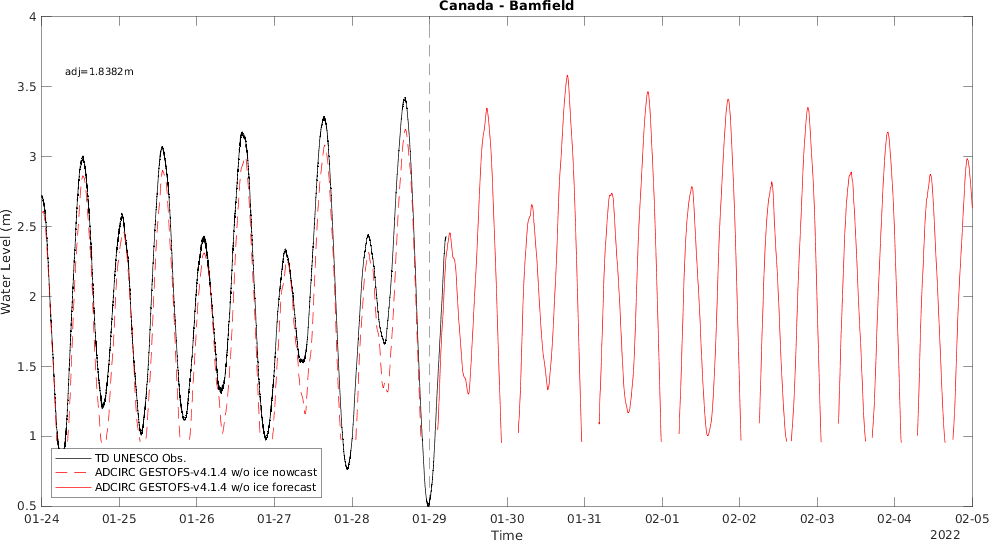 Canada - Bamfield
adj=1.8382m
4
3.5
3
2.5
2
1.5
1
0.5
Water Level (m)
TD UNESCO Obs.
ADCIRC GESTOFS-v4.1.4 w/o ice nowcast
ADCIRC GESTOFS-v4.1.4 w/o ice forecast
01-24 01-25 01-26 01-27 01-28 01-29 01-30 01-31 02-01 02-02 02-03 02-04 02-05
Time
2022